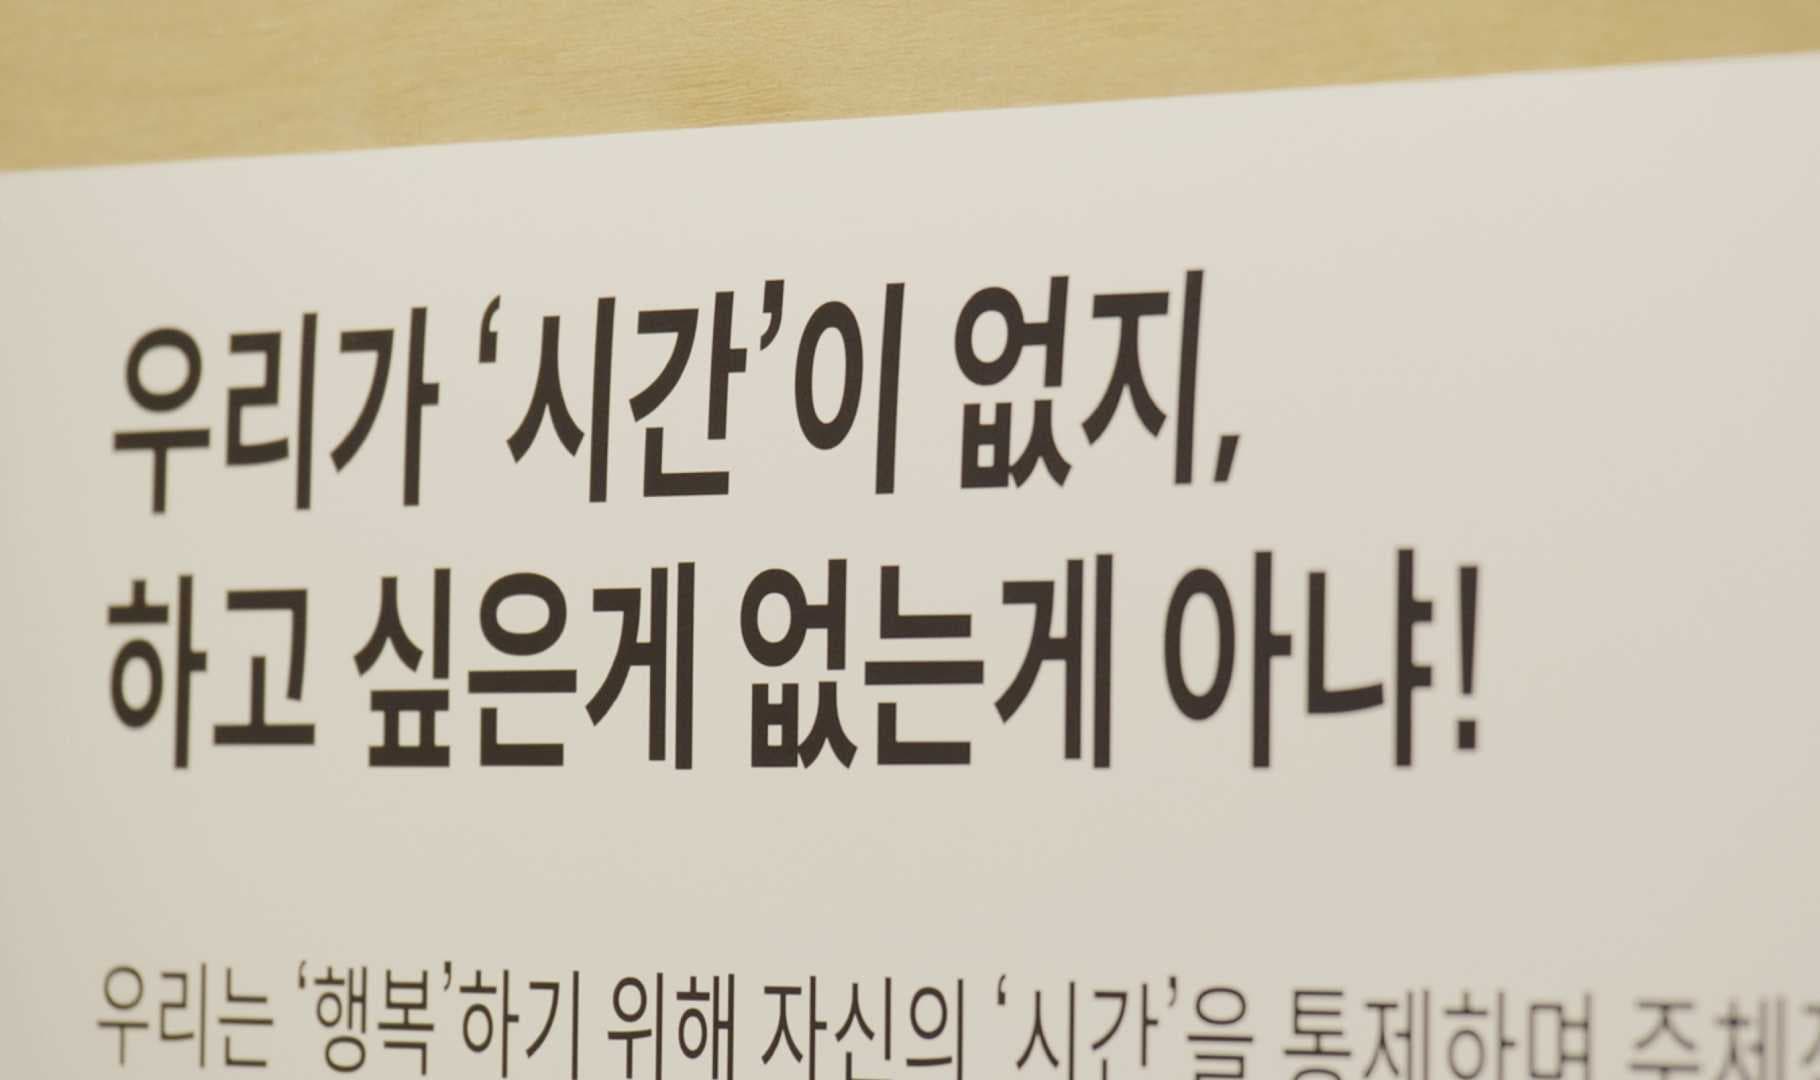 우리가 ‘시간’이 없지,
하고 싶은게 없는게 아냐!
우리는 ‘행복’하기 위해 자신의 ‘시간’을 통제하며